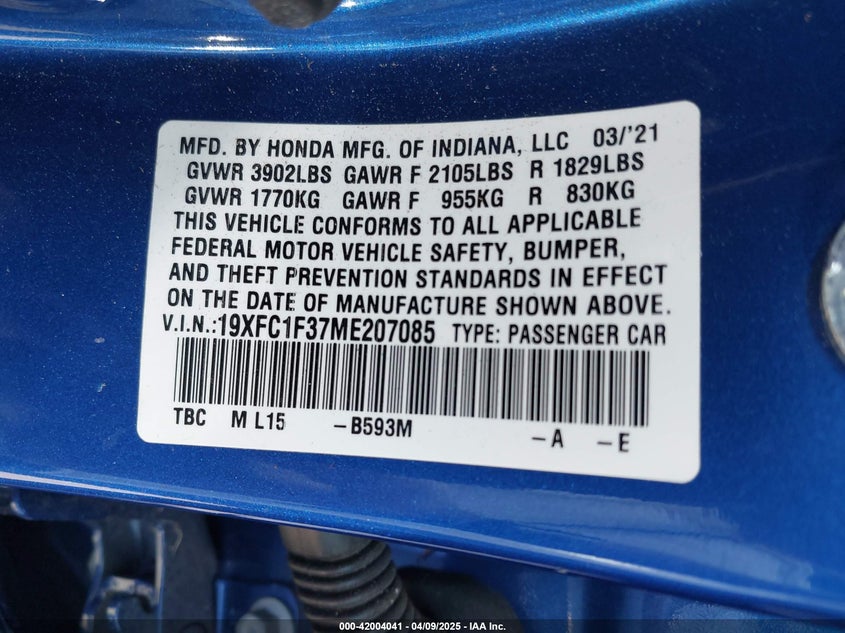 MFD. BY HONDA MFG. OF INDIANA, LLC 03/'21
GVWR 3902LBS GAWR F 2105LBS R 1829LBS
GVWR 1770KG GAWR F 955KG R 830KG
THIS VEHICLE CONFORMS TO ALL APPLICABLE
FEDERAL MOTOR VEHICLE SAFETY, BUMPER,
AND THEFT PREVENTION STANDARDS IN EFFECT
ON THE DATE OF MANUFACTURE SHOWN ABOVE.
V.I.N.:19XFC1F37ME207085 TYPE: PASSENGER CAR
TBC M L15 -B593M -A -E
000-42004041 - 04/09/2025 - IAA Inc.